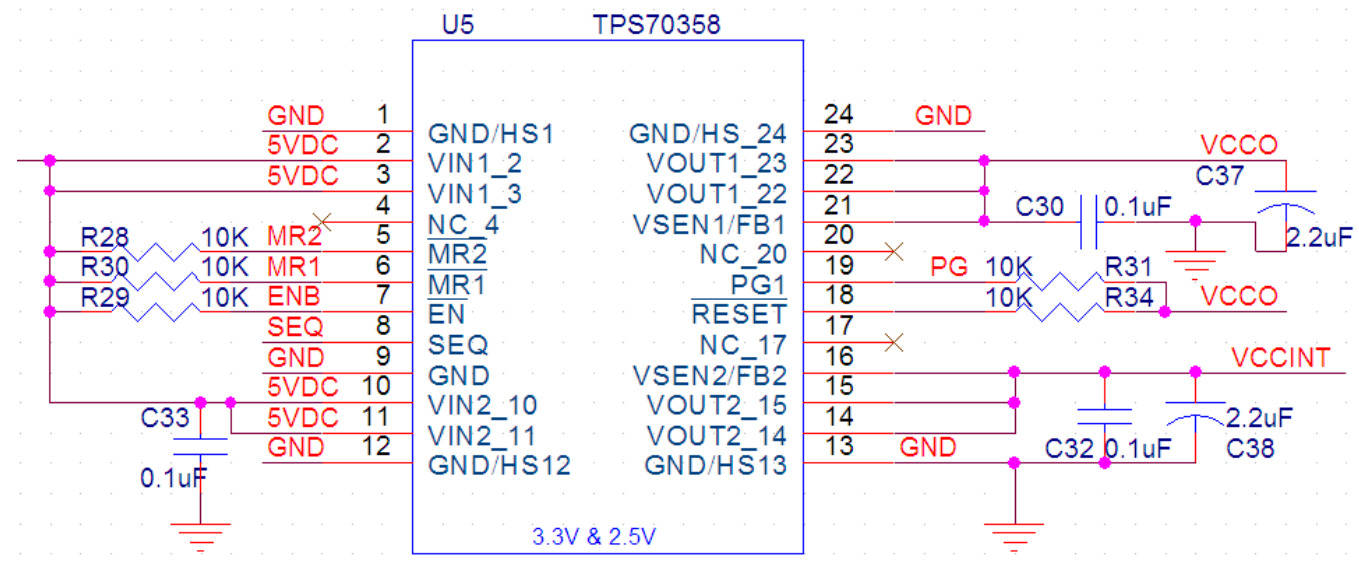 U5 TPS70358
GND 1 GND/HS1 GND/HS_24 24 GND
5VDC 2 VIN1_2 VOUT1_23 23 VCCO
5VDC 3 VIN1_3 VOUT1_22 22 C37
4 NC_4 VSEN1/FB1 21 C30 0.1uF
R28 10K MR2 5 MR2 NC_20 20 2.2uF
R30 10K MR1 6 MR1 PG1 19 PG 10K R31
R29 10K ENB 7 EN RESET 18 10K R34 VCCO
SEQ 8 SEQ NC_17 17
GND 9 GND VSEN2/FB2 16 VCCINT
5VDC 10 VIN2_10 VOUT2_15 15
C33 5VDC 11 VIN2_11 VOUT2_14 14 2.2uF
GND 12 GND/HS12 GND/HS13 13 GND C32 0.1uF C38
0.1uF
3.3V & 2.5V